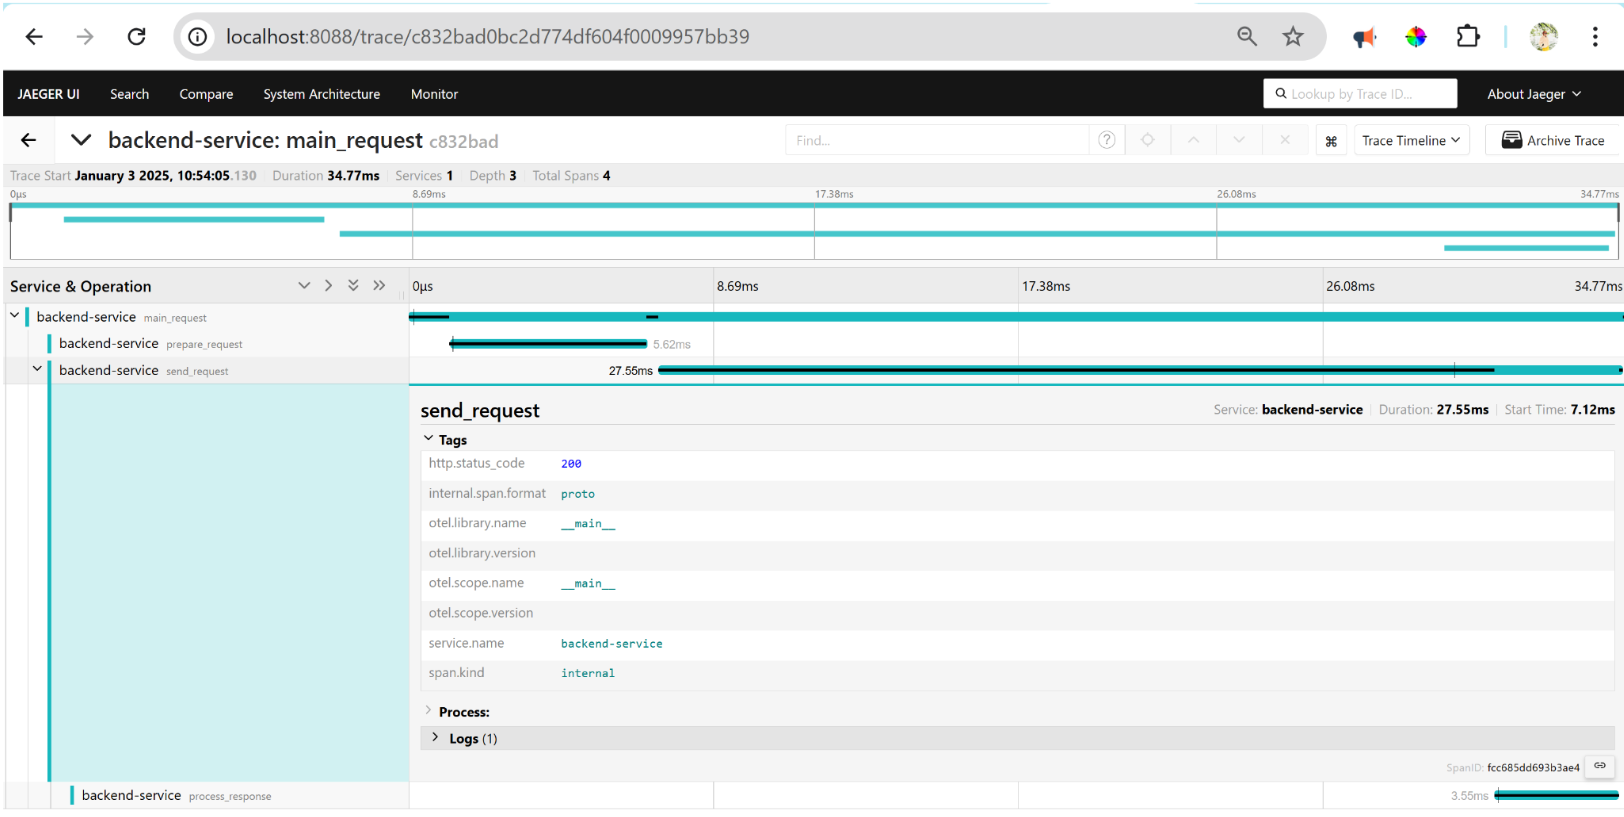 localhost:8088/trace/c832bad0bc2d774df604f0009957bb39
JAEGER UI Search Compare System Architecture Monitor Lookup by Trace ID... About Jaeger
backend-service: main_request c832bad Find... Trace Timeline Archive Trace
Trace Start January 3 2025, 10:54:05.130 Duration 34.77ms Services 1 Depth 3 Total Spans 4
0μs 8.69ms 17.38ms 26.08ms 34.77ms
Service & Operation 0μs 8.69ms 17.38ms 26.08ms 34.77ms
backend-service main_request
backend-service prepare_request 5.62ms
backend-service send_request 27.55ms
send_request Service: backend-service Duration: 27.55ms Start Time: 7.12ms
Tags
http.status_code 200
internal.span.format proto
otel.library.name __main__
otel.library.version
otel.scope.name __main__
otel.scope.version
service.name backend-service
span.kind internal
Process:
Logs (1)
SpanID: fcc685dd693b3ae4
backend-service process_response 3.55ms